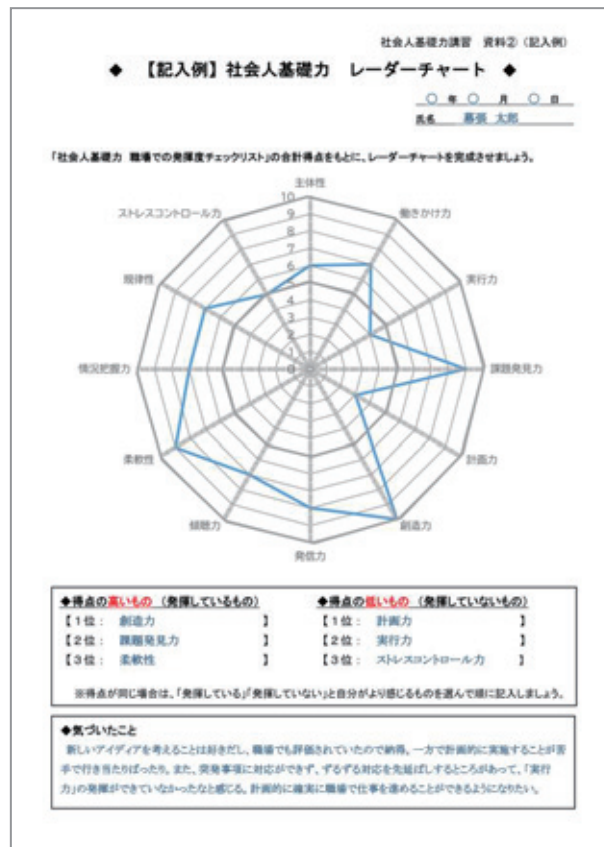 社会人基礎力講習 資料②（記入例）
◆ 【記入例】社会人基礎力 レーダーチャート ◆
○ 年 ○ 月 ○ 日
氏名 幕張 太郎
「社会人基礎力 職場での発揮度チェックリスト」の合計得点をもとに、レーダーチャートを完成させましょう。
主体性
ストレスコントロール力
働きかけ力
規律性
実行力
情況把握力
課題発見力
柔軟性
計画力
傾聴力
創造力
発信力
10
9
8
7
6
5
4
3
2
1
0
◆得点の高いもの（発揮しているもの）
【1位： 創造力 】
【2位： 課題発見力 】
【3位： 柔軟性 】
◆得点の低いもの（発揮していないもの）
【1位： 計画力 】
【2位： 実行力 】
【3位： ストレスコントロール力 】
※得点が同じ場合は、「発揮している」「発揮していない」と自分がより感じるものを選んで順に記入しましょう。
◆気づいたこと
新しいアイディアを考えることは好きだし、職場でも評価されていたので納得。一方で計画的に実施することが苦
手で行き当たりばったり。また、突発事項に対応ができず、ずるずる対応を先延ばしするところがあって、「実行
力」の発揮ができていなかったなと感じる。計画的に確実に職場で仕事を進めることができるようになりたい。